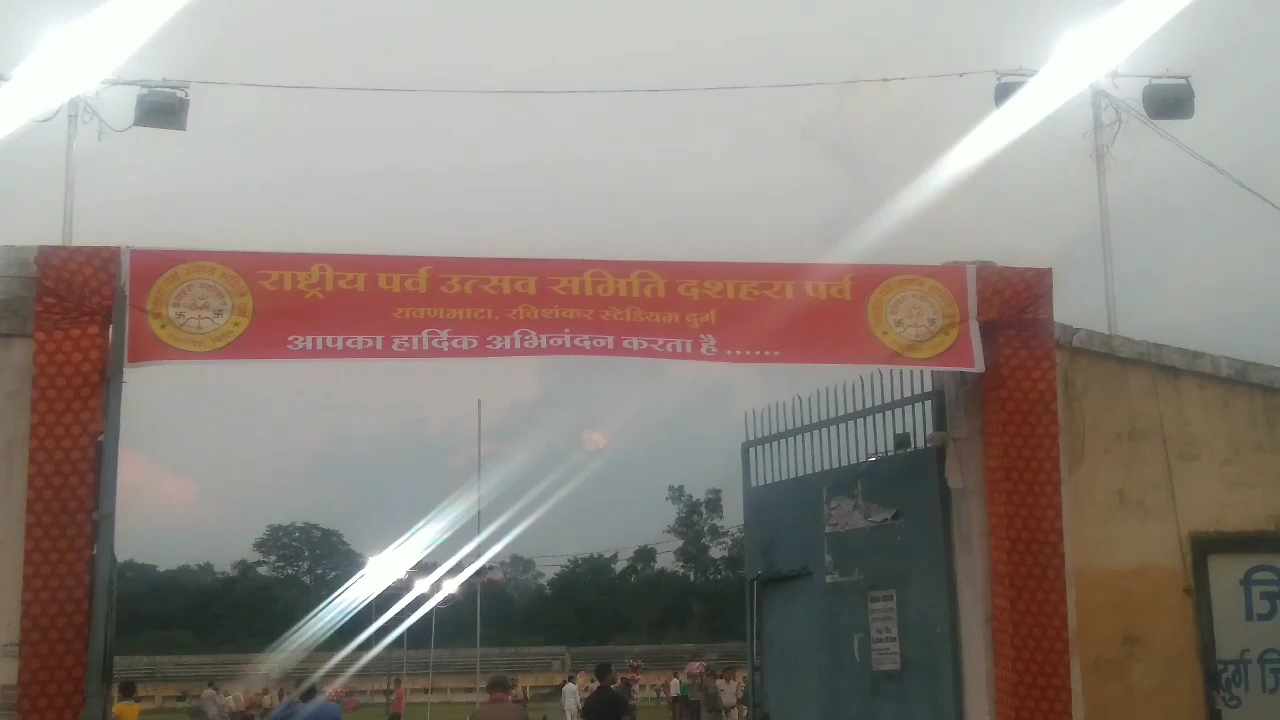 राष्ट्रीय पर्व उत्सव समिति दशहरा पर्व
रावणभाटा, रविशंकर स्टेडियम दुर्ग
आपका हार्दिक अभिनंदन करता है ......
जि
दुर्ग जि